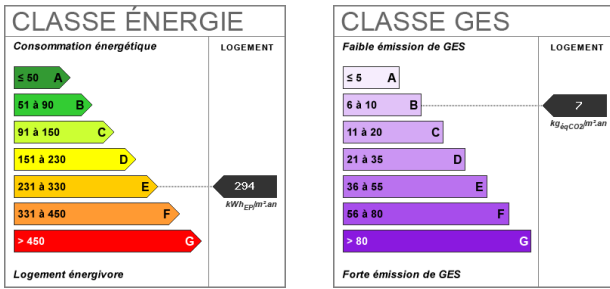 CLASSE ÉNERGIE
Consommation énergétique
LOGEMENT
≤ 50 A
51 à 90 B
91 à 150 C
151 à 230 D
231 à 330 E
294
kWhEP/m².an
331 à 450 F
> 450 G
Logement énergivore
CLASSE GES
Faible émission de GES
LOGEMENT
≤ 5 A
6 à 10 B
7
kgéqCO2/m².an
11 à 20 C
21 à 35 D
36 à 55 E
56 à 80 F
> 80 G
Forte émission de GES